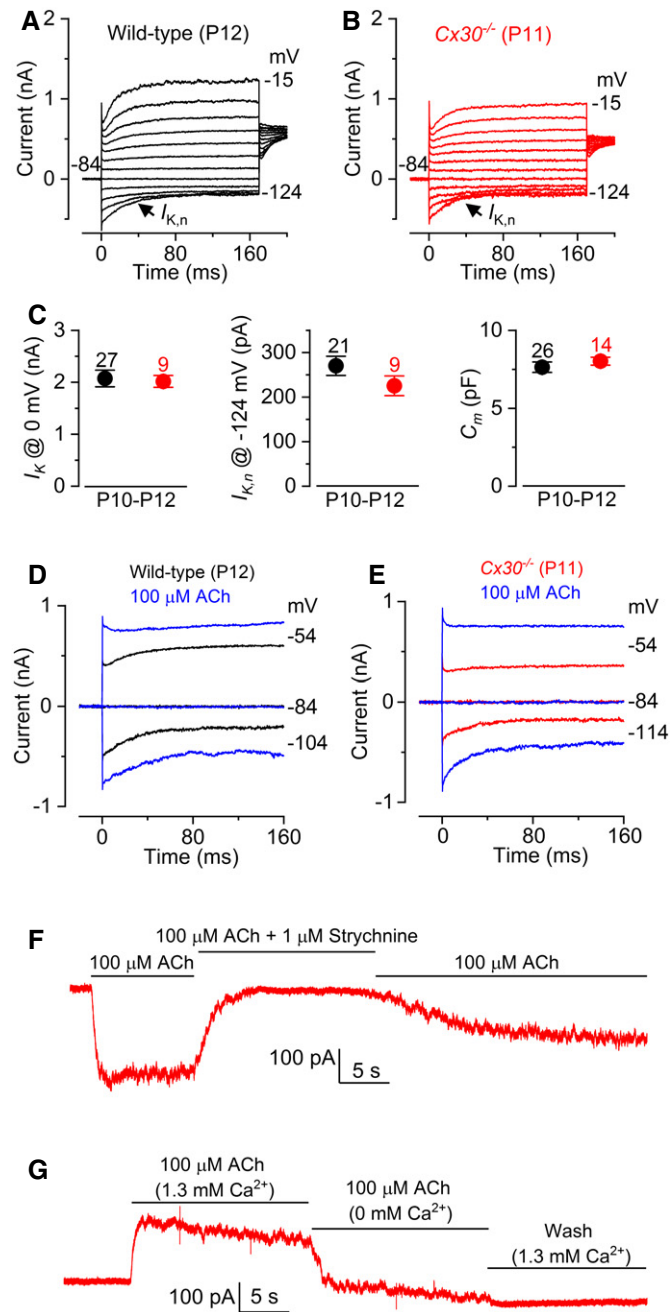 A
Wild-type (P12)
mV
-15
-84
-124
I_K,n
Current (nA)
2
1
0
Time (ms)
0 80 160
B
Cx30-/- (P11)
mV
-15
-84
-124
I_K,n
Current (nA)
2
1
0
Time (ms)
0 80 160
C
I_K @ 0 mV (nA)
3
2
1
0
27 9
P10-P12
I_K,n @ -124 mV (pA)
300
200
100
0
21 9
P10-P12
C_m (pF)
10
5
0
26 14
P10-P12
D
Wild-type (P12)
100 µM ACh
mV
-54
-84
-104
Current (nA)
1
0
-1
0 80 160
Time (ms)
E
Cx30-/- (P11)
100 µM ACh
mV
-54
-84
-114
Current (nA)
1
0
-1
0 80 160
Time (ms)
F
100 µM ACh + 1 µM Strychnine
100 µM ACh
100 µM ACh
100 pA
5 s
G
100 µM ACh
(1.3 mM Ca2+)
100 µM ACh
(0 mM Ca2+)
Wash
(1.3 mM Ca2+)
100 pA
5 s